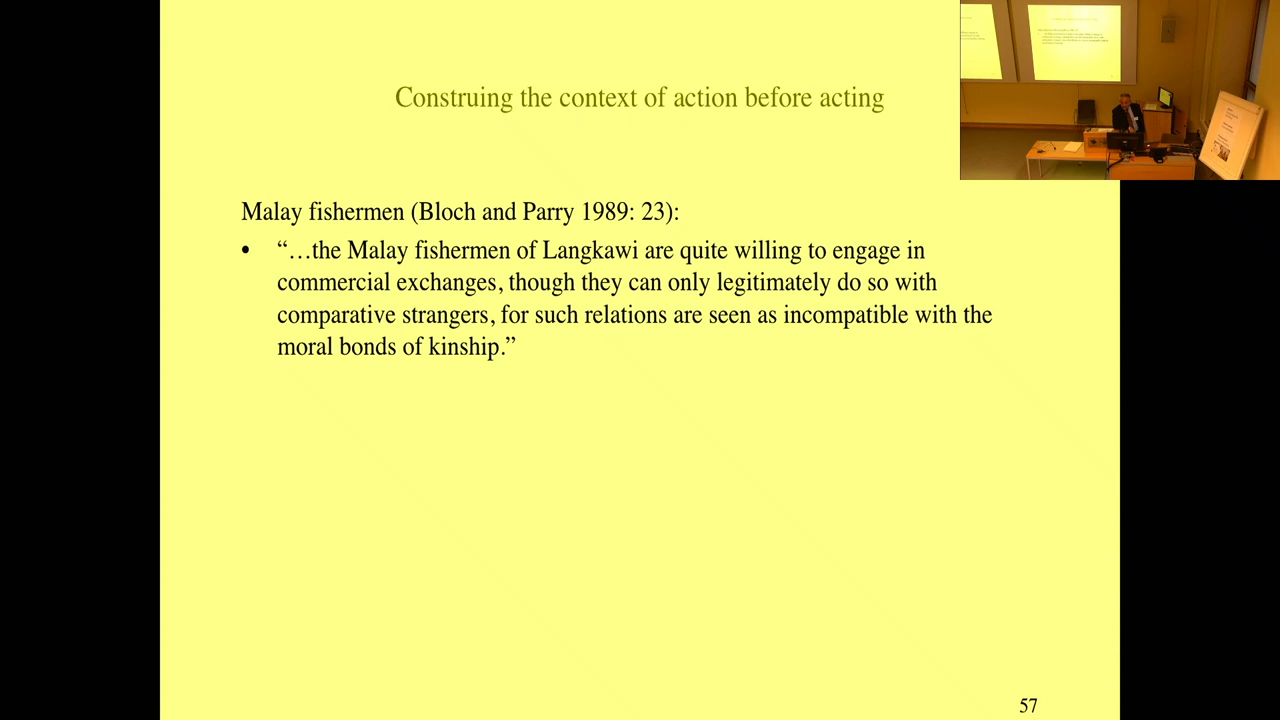 Construing the context of action before acting
Malay fishermen (Bloch and Parry 1989: 23):
• “…the Malay fishermen of Langkawi are quite willing to engage in
commercial exchanges, though they can only legitimately do so with
comparative strangers, for such relations are seen as incompatible with the
moral bonds of kinship.”
57